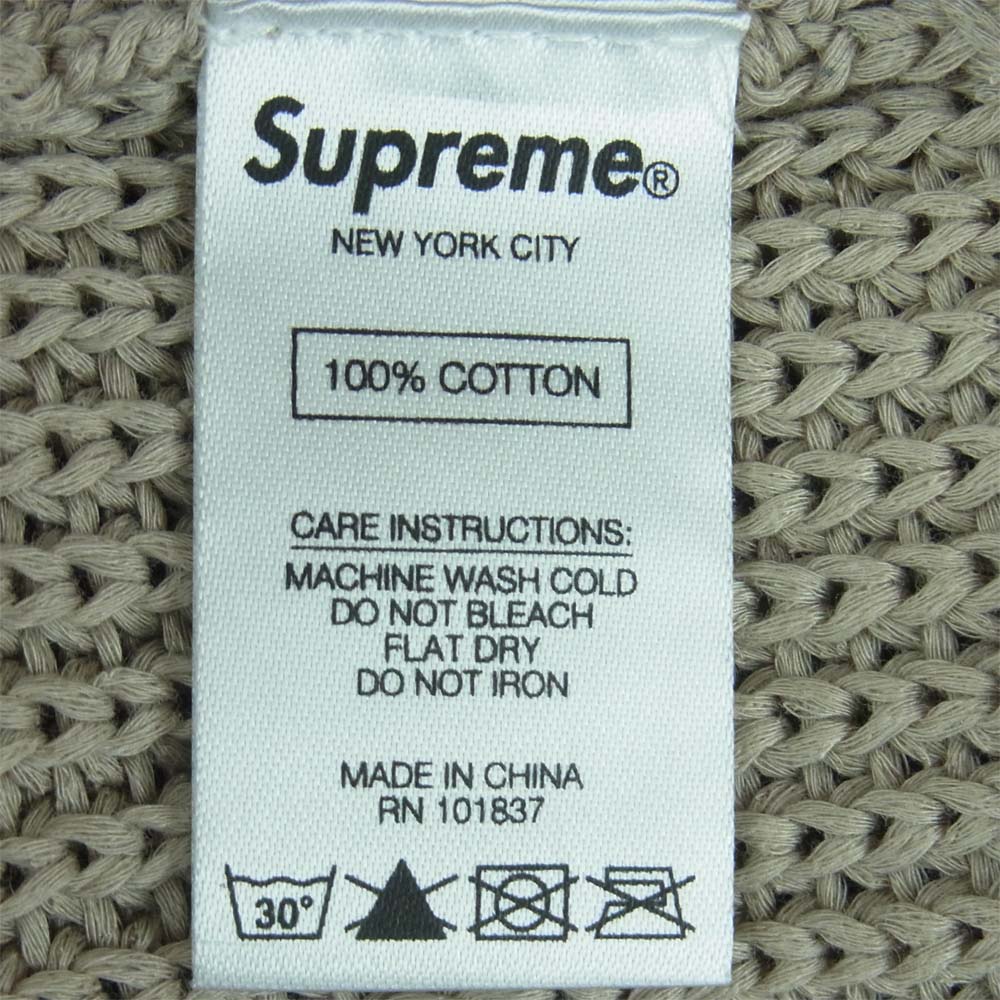 Supreme®
NEW YORK CITY
100% COTTON
CARE INSTRUCTIONS:
MACHINE WASH COLD
DO NOT BLEACH
FLAT DRY
DO NOT IRON
MADE IN CHINA
RN 101837
30°